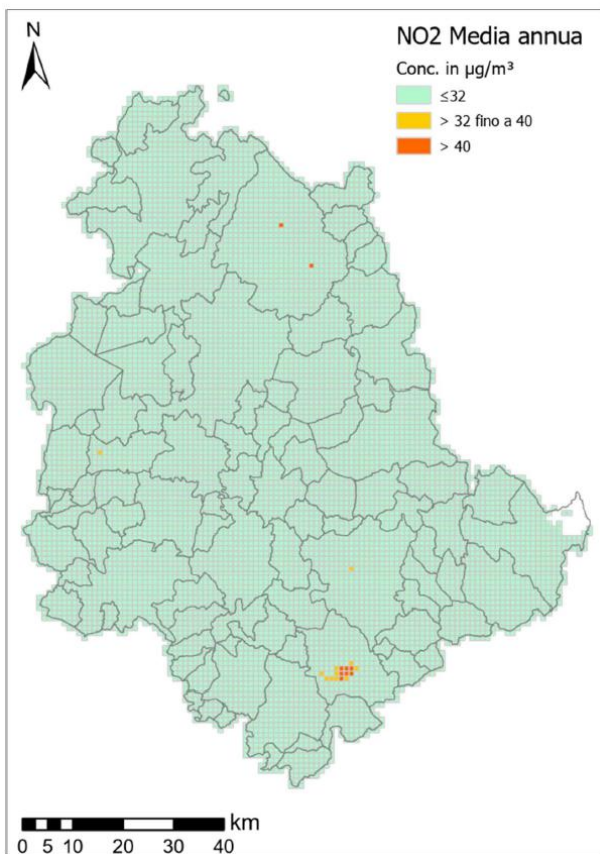 N
NO2 Media annua
Conc. in µg/m³
≤32
> 32 fino a 40
> 40
km
0 5 10 20 30 40